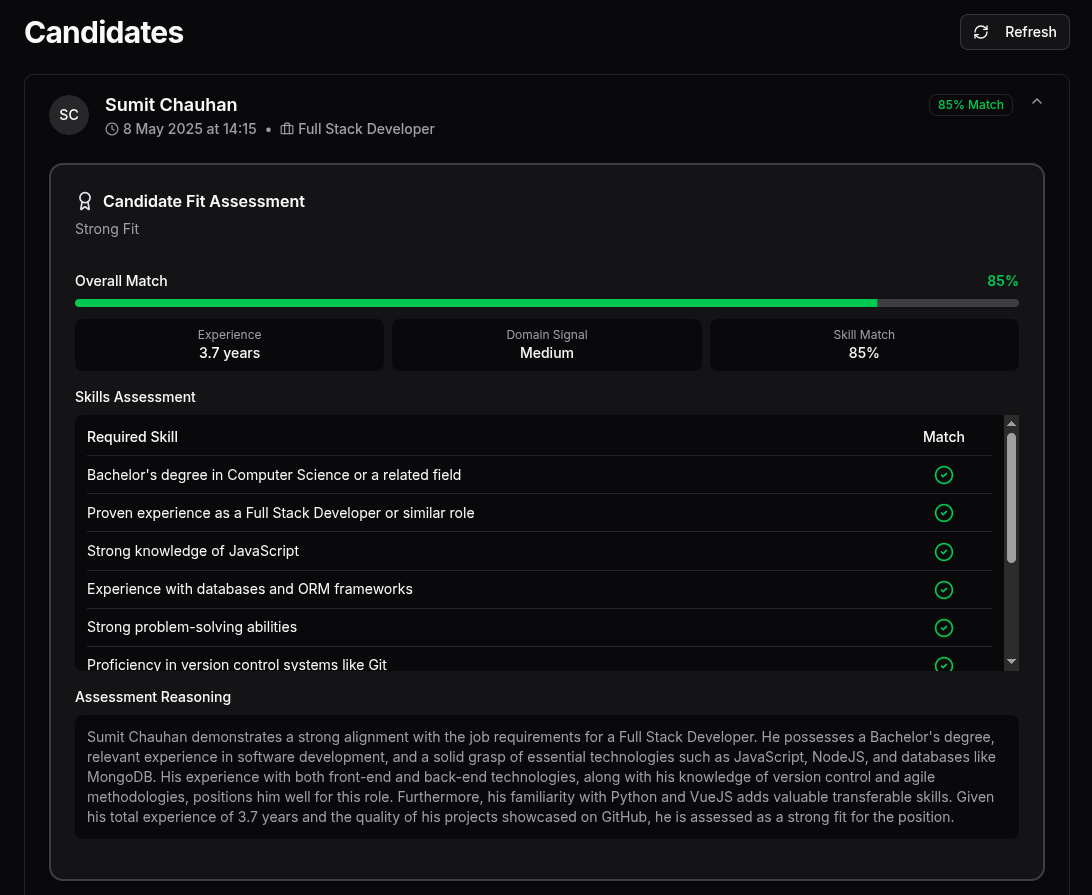 Candidates
Refresh
SC
Sumit Chauhan
85% Match
8 May 2025 at 14:15 • Full Stack Developer
Candidate Fit Assessment
Strong Fit
Overall Match
85%
Experience
3.7 years
Domain Signal
Medium
Skill Match
85%
Skills Assessment
Required Skill
Match
Bachelor's degree in Computer Science or a related field
Proven experience as a Full Stack Developer or similar role
Strong knowledge of JavaScript
Experience with databases and ORM frameworks
Strong problem-solving abilities
Proficiency in version control systems like Git
Assessment Reasoning
Sumit Chauhan demonstrates a strong alignment with the job requirements for a Full Stack Developer. He possesses a Bachelor's degree,
relevant experience in software development, and a solid grasp of essential technologies such as JavaScript, NodeJS, and databases like
MongoDB. His experience with both front-end and back-end technologies, along with his knowledge of version control and agile
methodologies, positions him well for this role. Furthermore, his familiarity with Python and VueJS adds valuable transferable skills. Given
his total experience of 3.7 years and the quality of his projects showcased on GitHub, he is assessed as a strong fit for the position.